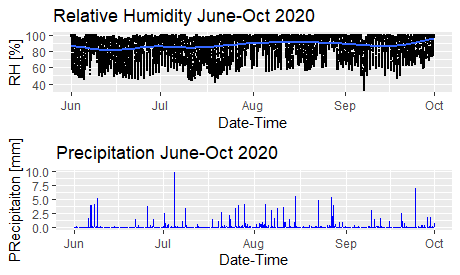 Relative Humidity June-Oct 2020
RH [%]
100
80
60
40
Jun Jul Aug Sep Oct
Date-Time
Precipitation June-Oct 2020
PRecipitaiton [mm]
10.0
7.5
5.0
2.5
0.0
Jun Jul Aug Sep Oct
Date-Time